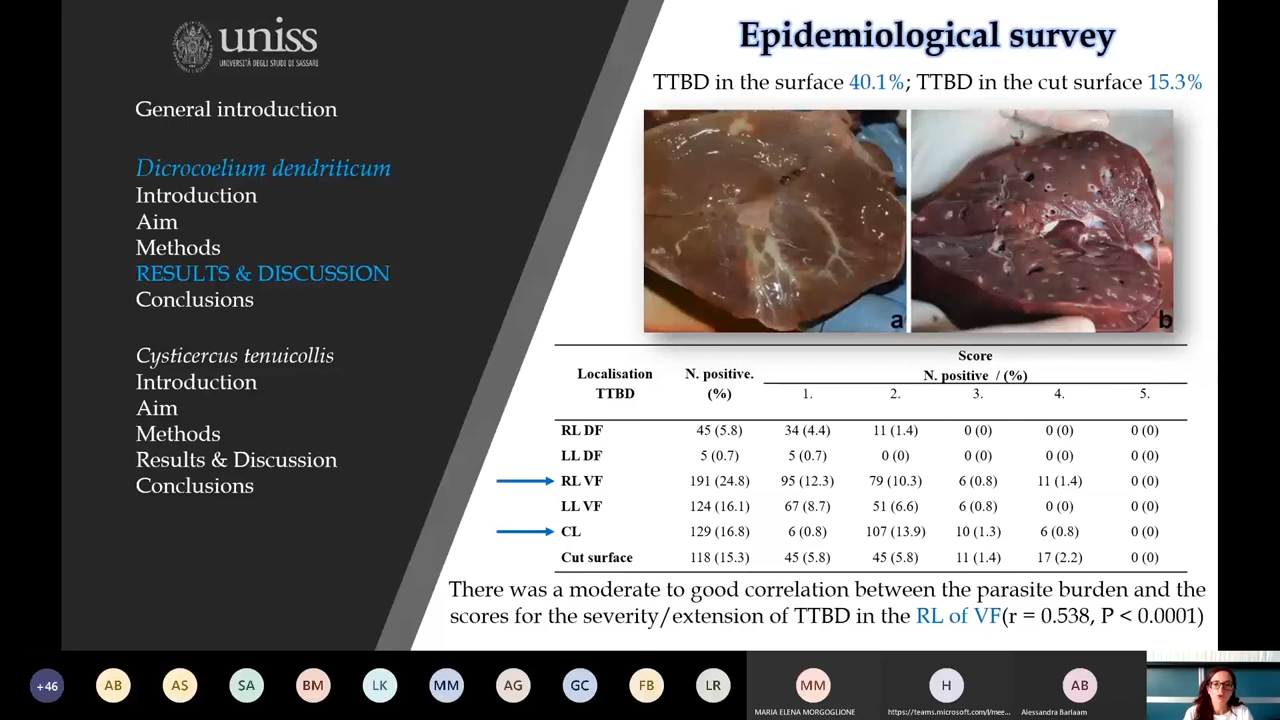 uniss
UNIVERSITÀ DEGLI STUDI DI SASSARI
General introduction
Dicrocoelium dendriticum
Introduction
Aim
Methods
RESULTS & DISCUSSION
Conclusions
Cysticercus tenuicollis
Introduction
Aim
Methods
Results & Discussion
Conclusions
Epidemiological survey
TTBD in the surface 40.1%; TTBD in the cut surface 15.3%
a
b
Localisation TTBD N. positive. (%) Score
N. positive / (%)
1. 2. 3. 4. 5.
RL DF 45 (5.8) 34 (4.4) 11 (1.4) 0 (0) 0 (0) 0 (0)
LL DF 5 (0.7) 5 (0.7) 0 (0) 0 (0) 0 (0) 0 (0)
RL VF 191 (24.8) 95 (12.3) 79 (10.3) 6 (0.8) 11 (1.4) 0 (0)
LL VF 124 (16.1) 67 (8.7) 51 (6.6) 6 (0.8) 0 (0) 0 (0)
CL 129 (16.8) 6 (0.8) 107 (13.9) 10 (1.3) 6 (0.8) 0 (0)
Cut surface 118 (15.3) 45 (5.8) 45 (5.8) 11 (1.4) 17 (2.2) 0 (0)
There was a moderate to good correlation between the parasite burden and the
scores for the severity/extension of TTBD in the RL of VF(r = 0.538, P < 0.0001)
+46 AB AS SA BM LK MM AG GC FB LR MM H AB
MARIA ELENA MORGOGLIONE https://teams.microsoft.com/l/mee... Alessandra Barlaam